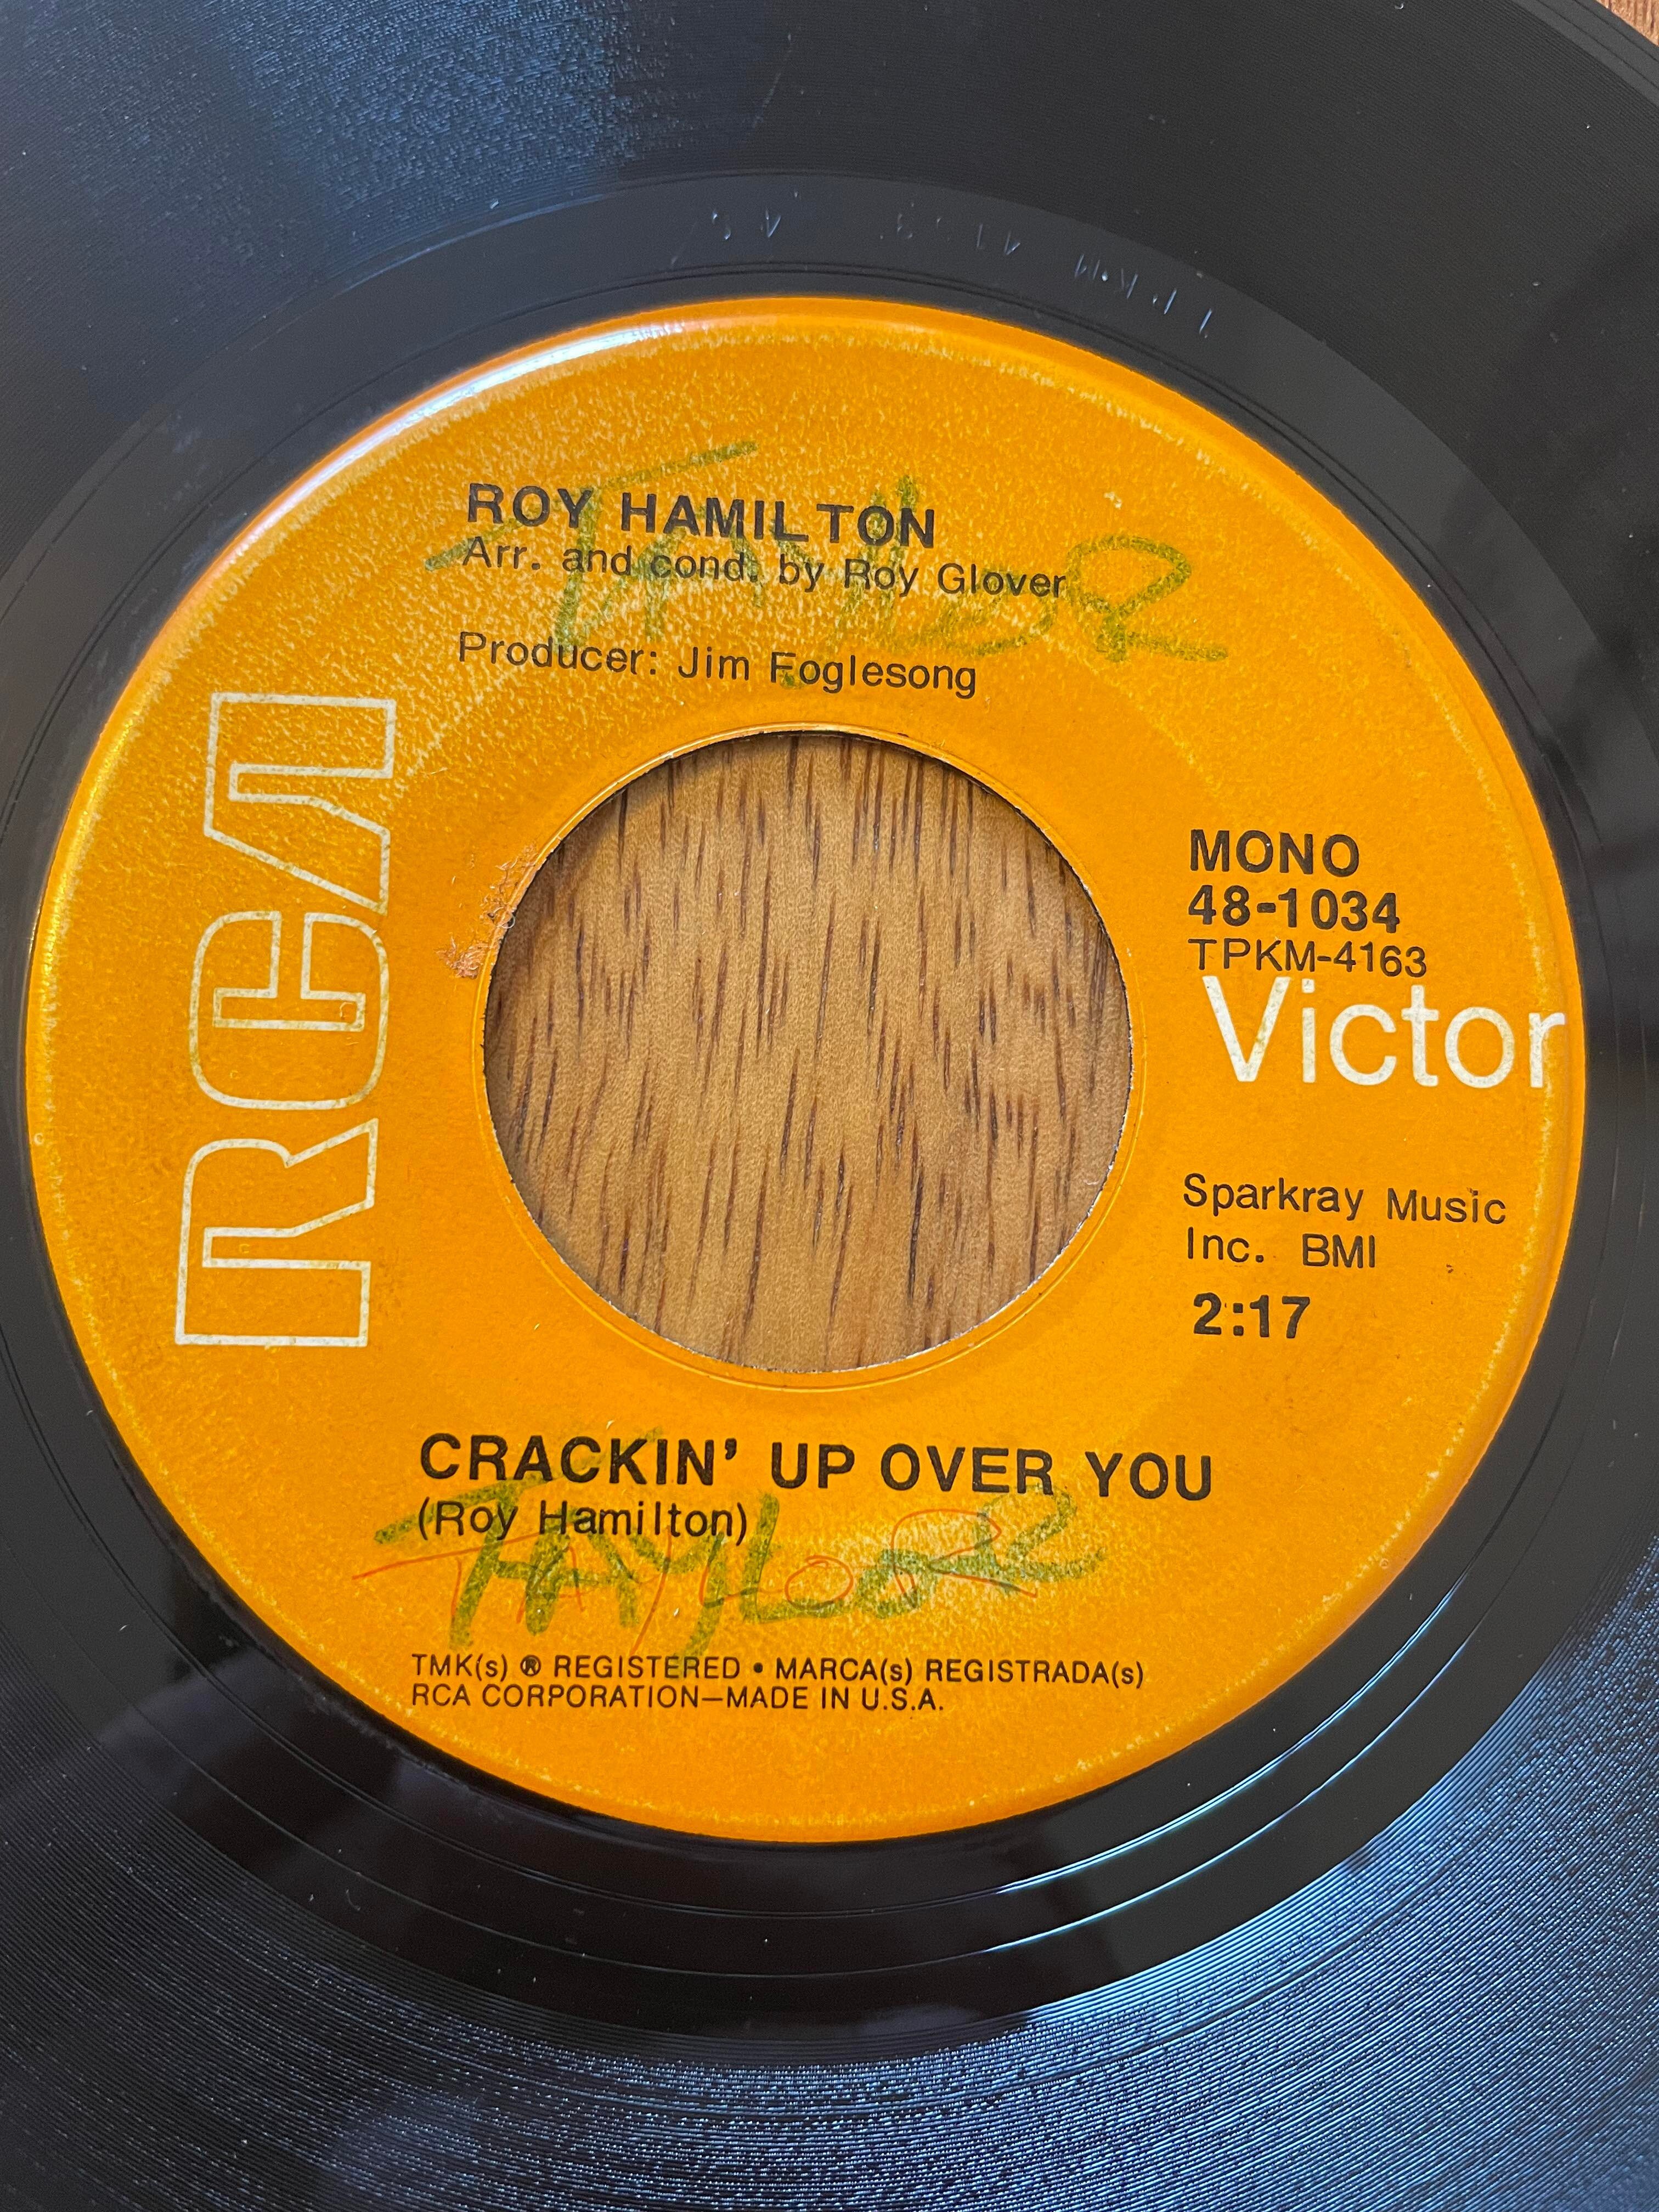 ROY HAMILTON
Arr. and cond. by Roy Glover
TAYLOR
Producer: Jim Foglesong
RCA
MONO
48-1034
TPKM-4163
Victor
Sparkray Music
Inc. BMI
2:17
CRACKIN' UP OVER YOU
(Roy Hamilton)
TAYLOR
TAYLOR
TMK(s) ® REGISTERED • MARCA(s) REGISTRADA(s)
RCA CORPORATION—MADE IN U.S.A.